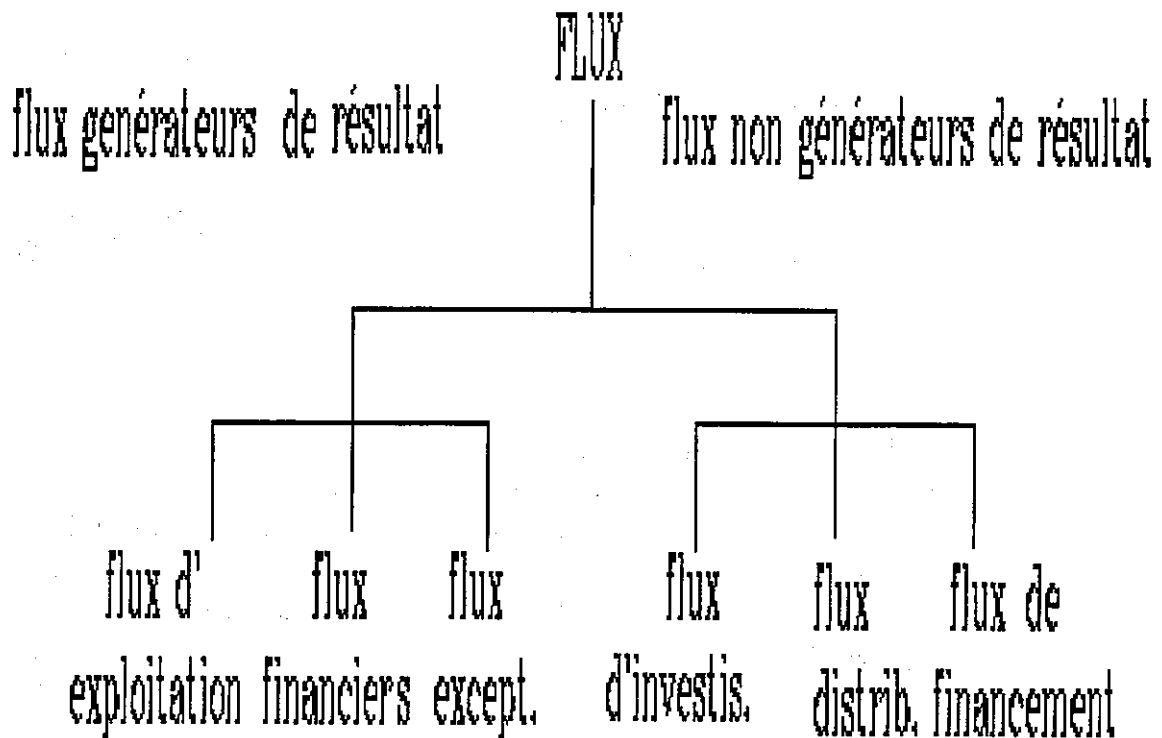 FLUX
flux genérateurs de résultat
flux non générateurs de résultat
flux d'
exploitation
flux
financiers
flux
except.
flux
d'investis.
flux
distrib.
flux de
financement